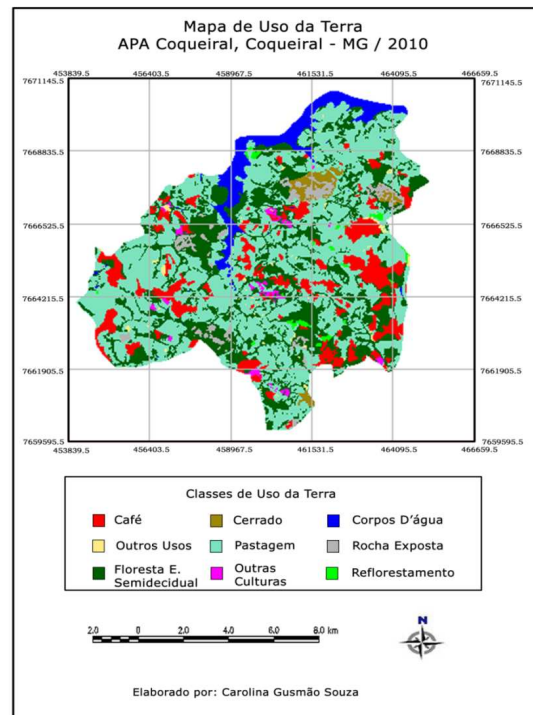 Mapa de Uso da Terra
APA Coqueiral, Coqueiral - MG / 2010
453839.5 456403.5 458967.5 461531.5 464095.5 466659.5
7671145.5 7671145.5
7668835.5 7668835.5
7666525.5 7666525.5
7664215.5 7664215.5
7661905.5 7661905.5
7659595.5 7659595.5
453839.5 456403.5 458967.5 461531.5 464095.5 466659.5
Classes de Uso da Terra
Café Cerrado Corpos D'água
Outros Usos Pastagem Rocha Exposta
Floresta E. Semidecidual Outras Culturas Reflorestamento
2.0 0 2.0 4.0 6.0 8.0 km
N
Elaborado por: Carolina Gusmão Souza